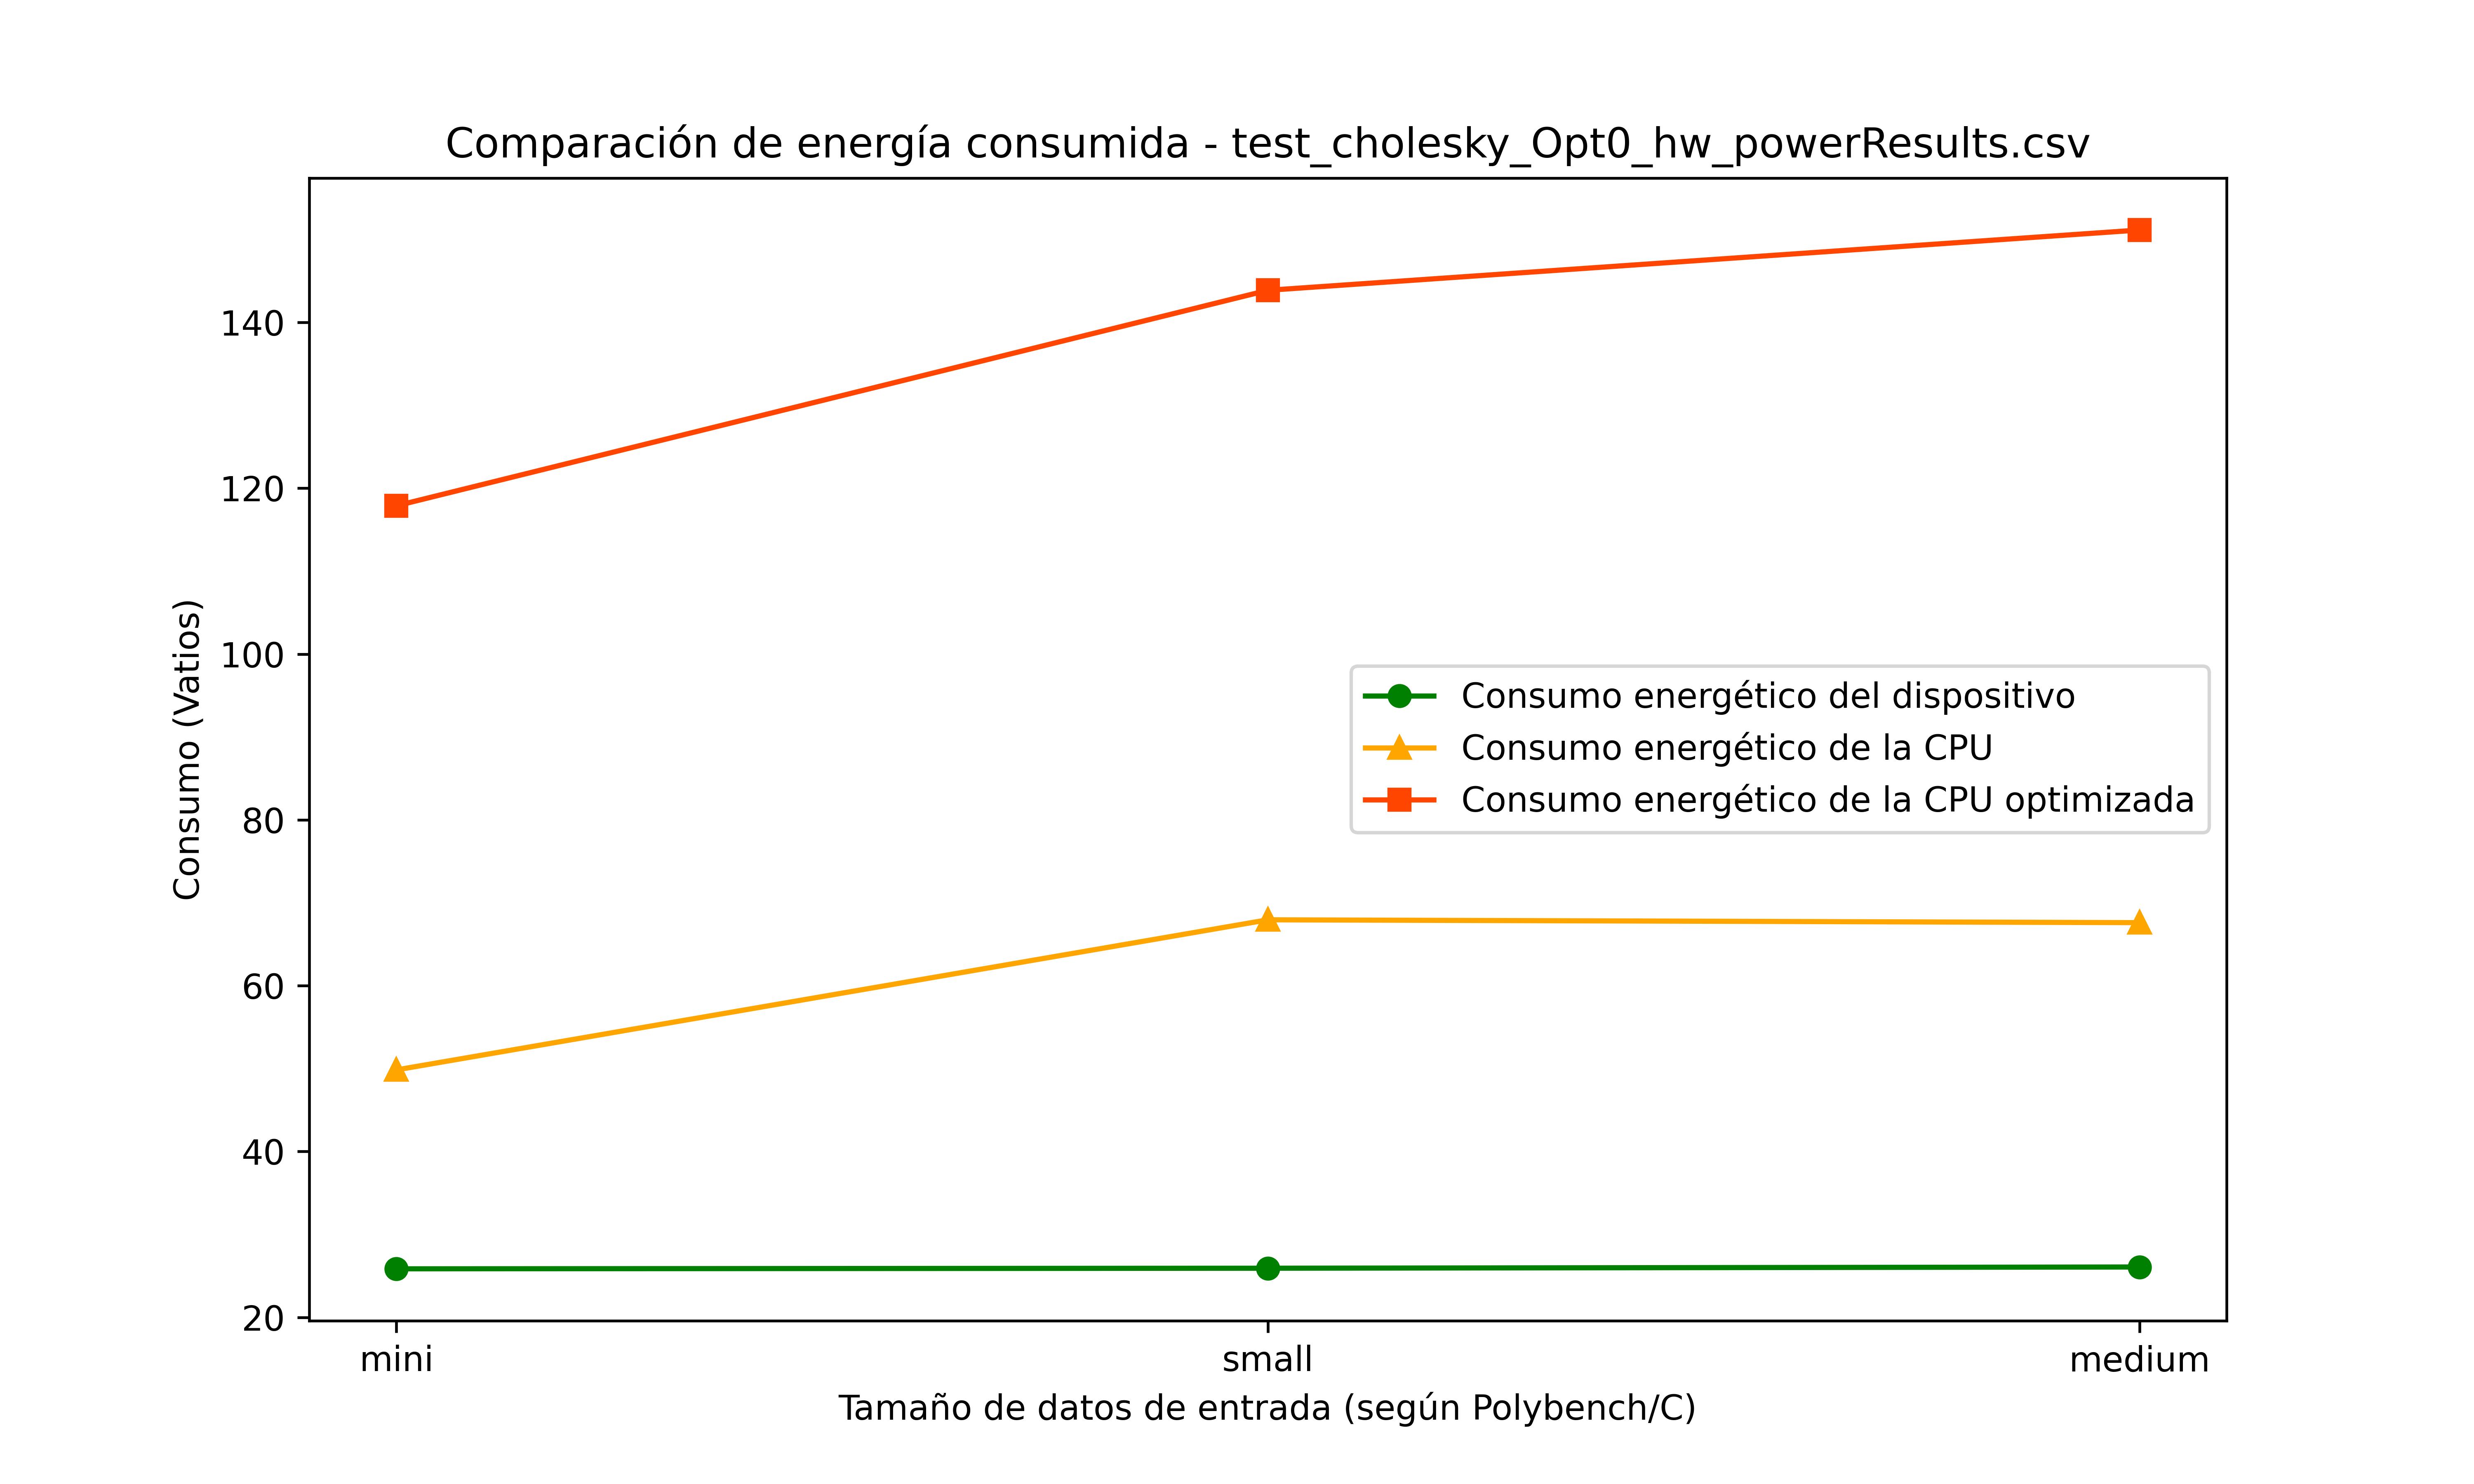 Comparación de energía consumida - test_cholesky_Opt0_hw_powerResults.csv
Consumo (Vatios)
140
120
100
80
60
40
20
Consumo energético del dispositivo
Consumo energético de la CPU
Consumo energético de la CPU optimizada
mini small medium
Tamaño de datos de entrada (según Polybench/C)